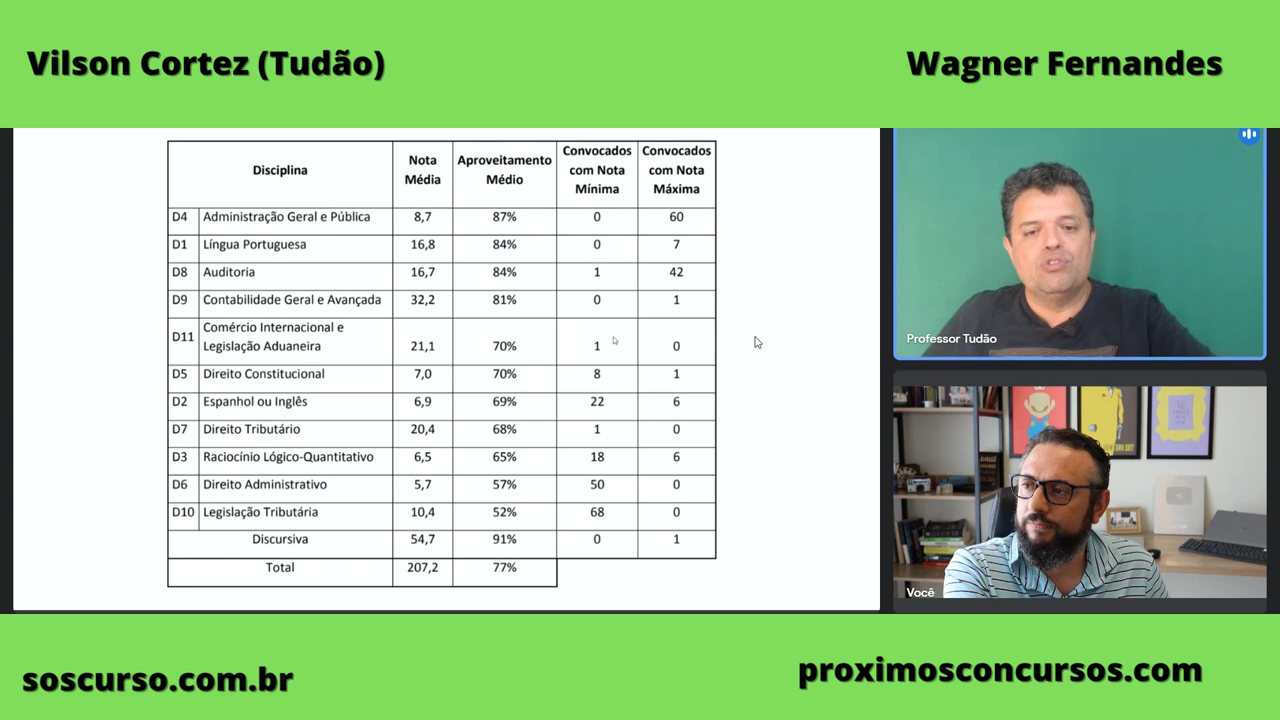 Vilson Cortez (Tudão)
Wagner Fernandes
Disciplina
Nota
Média
Aproveitamento
Médio
Convocados
com Nota
Mínima
Convocados
com Nota
Máxima
D4 Administração Geral e Pública 8,7 87% 0 60
D1 Língua Portuguesa 16,8 84% 0 7
D8 Auditoria 16,7 84% 1 42
D9 Contabilidade Geral e Avançada 32,2 81% 0 1
D11 Comércio Internacional e
Legislação Aduaneira 21,1 70% 1 0
D5 Direito Constitucional 7,0 70% 8 1
D2 Espanhol ou Inglês 6,9 69% 22 6
D7 Direito Tributário 20,4 68% 1 0
D3 Raciocínio Lógico-Quantitativo 6,5 65% 18 6
D6 Direito Administrativo 5,7 57% 50 0
D10 Legislação Tributária 10,4 52% 68 0
Discursiva 54,7 91% 0 1
Total 207,2 77%
Professor Tudão
Você
soscurso.com.br
proximosconcursos.com